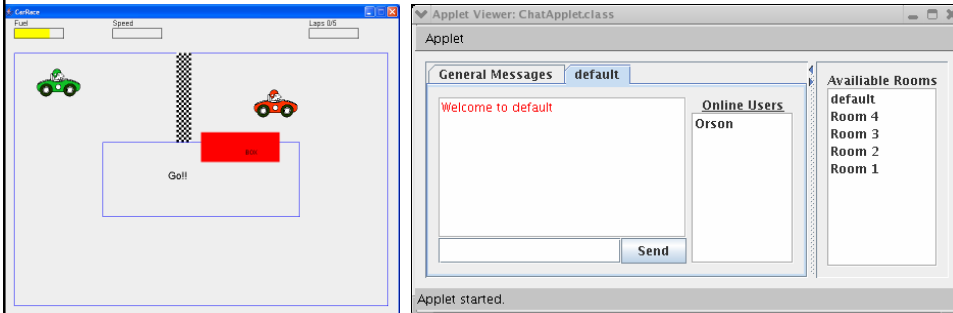 CarRace
Fuel Speed Laps 0/5
BOX
Go!!
Applet Viewer: ChatApplet.class
Applet
General Messages default
Welcome to default
Send
Online Users
Orson
Availiable Rooms
default
Room 4
Room 3
Room 2
Room 1
Applet started.